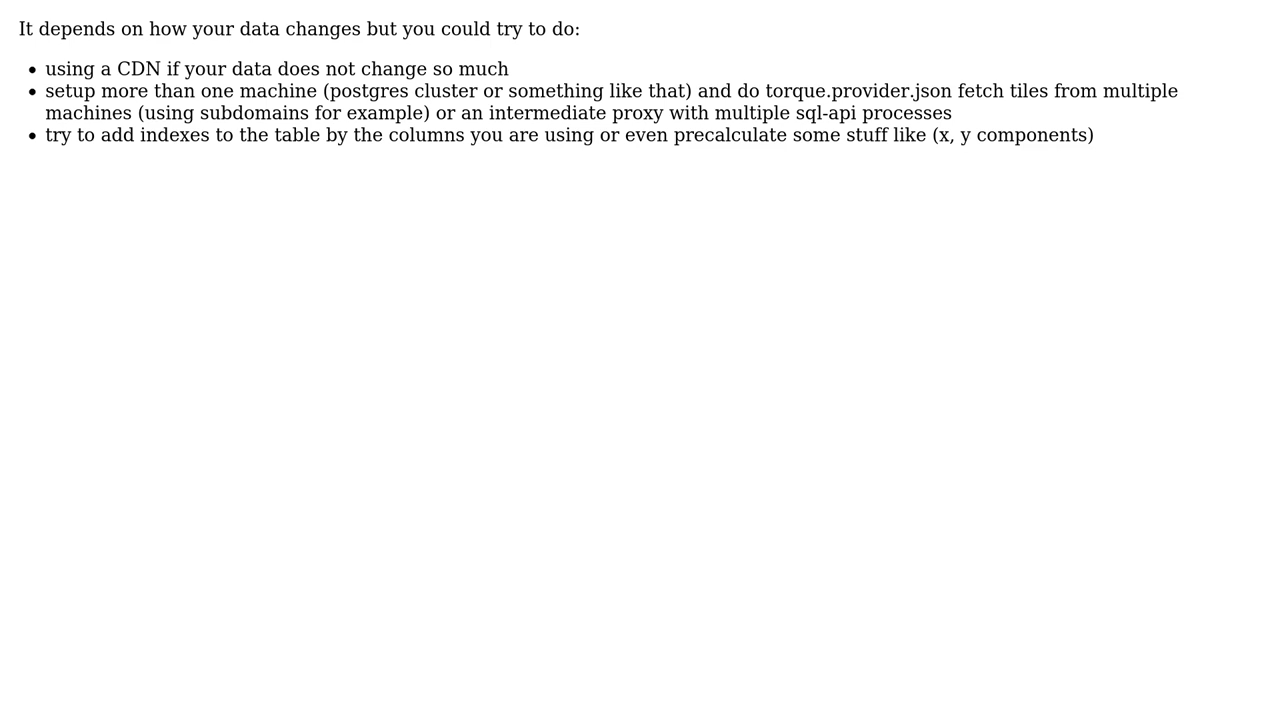 It depends on how your data changes but you could try to do:
• using a CDN if your data does not change so much
• setup more than one machine (postgres cluster or something like that) and do torque.provider.json fetch tiles from multiple
machines (using subdomains for example) or an intermediate proxy with multiple sql-api processes
• try to add indexes to the table by the columns you are using or even precalculate some stuff like (x, y components)